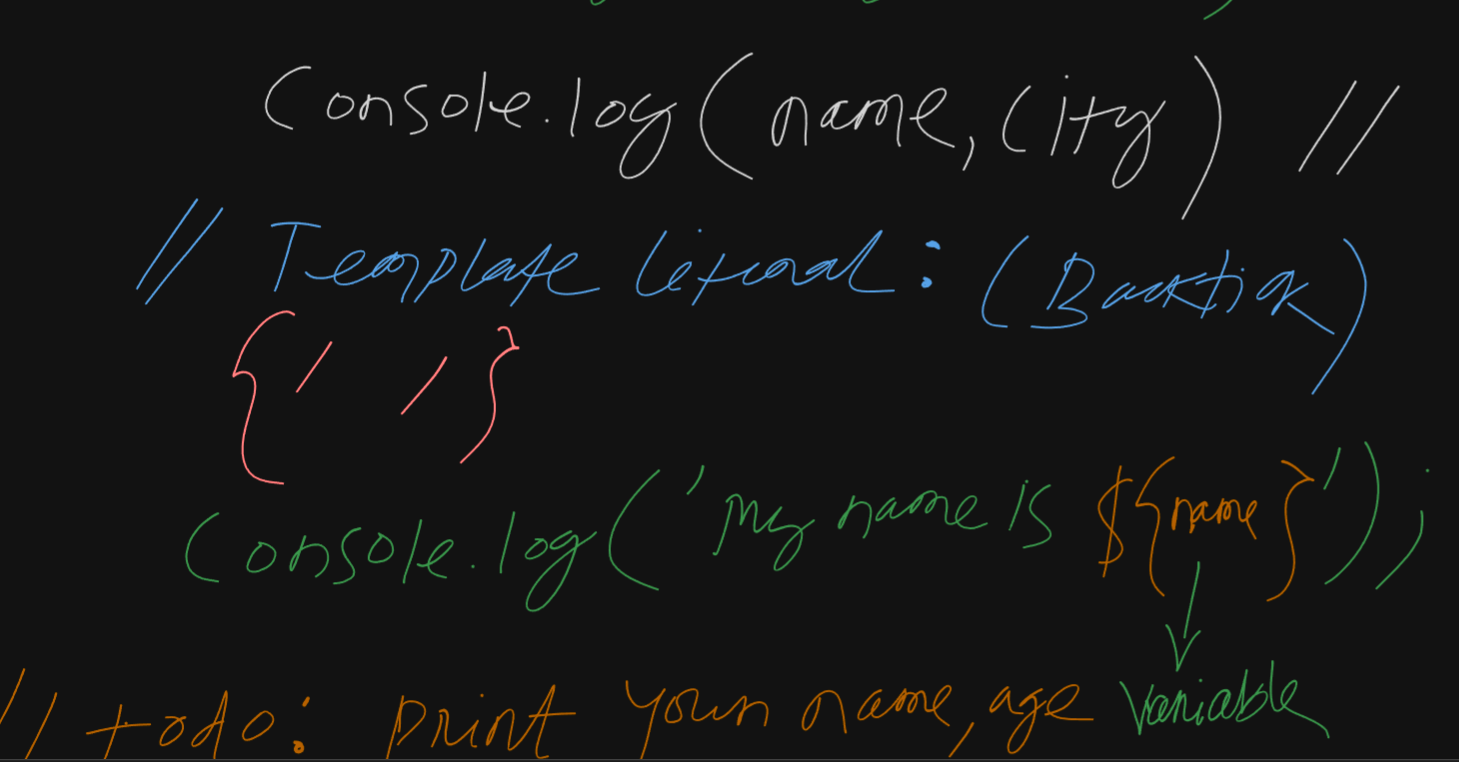 Console.log(name, City) //
// Template literal : (Backtick)
{' '}
Console.log('My name is ${name}');
// todo: print your name, age variable